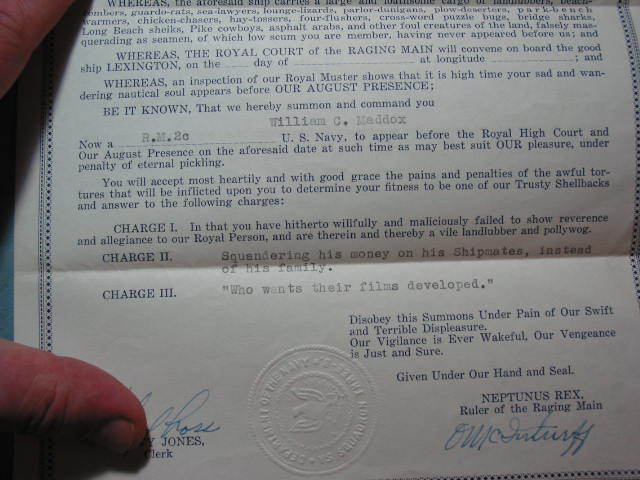 WHEREAS, the aforesaid ship carries a large and loathsome cargo of landlubbers, beach-
combers, guardo-rats, sea-lawyers, lounge-lizards, parlor-dunigans, plow-deserters, park-bench
warmers, chicken-chasers, hay-tossers, four-flushers, cross-word puzzle bugs, bridge sharks,
Long Beach sheiks, Pike cowboys, asphalt arabs, and other foul creatures of the land, falsely mas-
querading as seamen, of which low scum you are member, having never appeared before us; and
WHEREAS, THE ROYAL COURT of the RAGING MAIN will convene on board the good
ship LEXINGTON, on the day of at longitude ; and
WHEREAS, an inspection of our Royal Muster shows that it is high time your sad and wan-
dering nautical soul appears before OUR AUGUST PRESENCE;
BE IT KNOWN, That we hereby summon and command you
William C. Maddox
Now a R.M.2c U. S. Navy, to appear before the Royal High Court and
Our August Presence on the aforesaid date at such time as may best suit OUR pleasure, under
penalty of eternal pickling.
You will accept most heartily and with good grace the pains and penalties of the awful tor-
tures that will be inflicted upon you to determine your fitness to be one of our Trusty Shellbacks
and answer to the following charges:
CHARGE I. In that you have hitherto willfully and maliciously failed to show reverence
and allegiance to our Royal Person, and are therein and thereby a vile landlubber and pollywog.
CHARGE II. Squandering his money on his Shipmates, instead
of his family.
CHARGE III. "Who wants their films developed."
Disobey this Summons Under Pain of Our Swift
and Terrible Displeasure.
Our Vigilance is Ever Wakeful, Our Vengeance
is Just and Sure.
Given Under Our Hand and Seal.
NEPTUNUS REX,
Ruler of the Raging Main
Ross
Y JONES,
Clerk